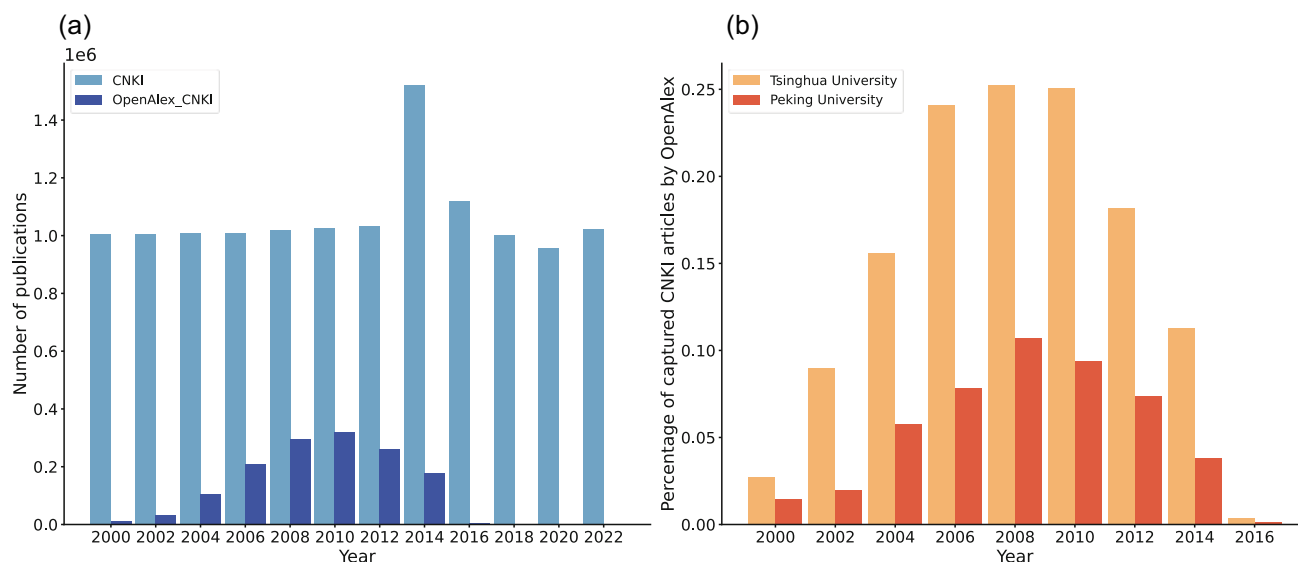 (a)
1e6
CNKI
OpenAlex_CNKI
Number of publications
1.4
1.2
1.0
0.8
0.6
0.4
0.2
0.0
2000 2002 2004 2006 2008 2010 2012 2014 2016 2018 2020 2022
Year
(b)
Tsinghua University
Peking University
Percentage of captured CNKI articles by OpenAlex
0.25
0.20
0.15
0.10
0.05
0.00
2000 2002 2004 2006 2008 2010 2012 2014 2016
Year